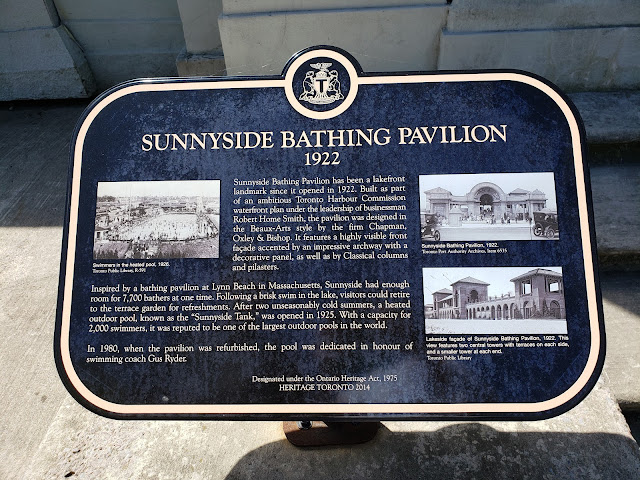 SUNNYSIDE BATHING PAVILION
1922
Sunnyside Bathing Pavilion has been a lakefront
landmark since it opened in 1922. Built as part
of an ambitious Toronto Harbour Commission
waterfront plan under the leadership of businessman
Robert Home Smith, the pavilion was designed in
the Beaux-Arts style by the firm Chapman,
Oxley & Bishop. It features a highly visible front
façade accented by an impressive archway with a
decorative panel, as well as by Classical columns
and pilasters.
Swimmers in the heated pool, 1926.
Toronto Public Library, R-591
Inspired by a bathing pavilion at Lynn Beach in Massachusetts, Sunnyside had enough
room for 7,700 bathers at one time. Following a brisk swim in the lake, visitors could retire
to the terrace garden for refreshments. After two unseasonably cold summers, a heated
outdoor pool, known as the “Sunnyside Tank,” was opened in 1925. With a capacity for
2,000 swimmers, it was reputed to be one of the largest outdoor pools in the world.
In 1980, when the pavilion was refurbished, the pool was dedicated in honour of
swimming coach Gus Ryder.
Sunnyside Bathing Pavilion, 1922.
Toronto Port Authority Archives, Item
Lakeside façade of Sunnyside Bathing Pavilion, 1922. This
view features two central towers with terraces on each side,
and a smaller tower at each end.
Toronto Public Library
Designated under the Ontario Heritage Act, 1975
HERITAGE TORONTO 2014